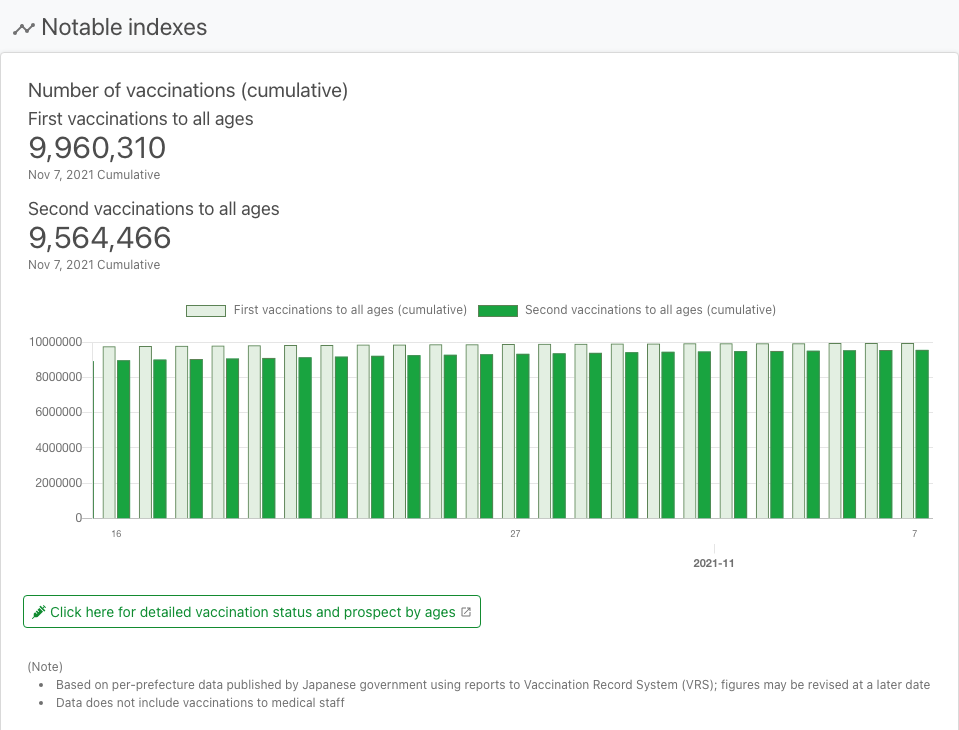 Notable indexes
Number of vaccinations (cumulative)
First vaccinations to all ages
9,960,310
Nov 7, 2021 Cumulative
Second vaccinations to all ages
9,564,466
Nov 7, 2021 Cumulative
First vaccinations to all ages (cumulative) Second vaccinations to all ages (cumulative)
10000000
8000000
6000000
4000000
2000000
0
16 27 7
2021-11
Click here for detailed vaccination status and prospect by ages
(Note)
• Based on per-prefecture data published by Japanese government using reports to Vaccination Record System (VRS); figures may be revised at a later date
• Data does not include vaccinations to medical staff